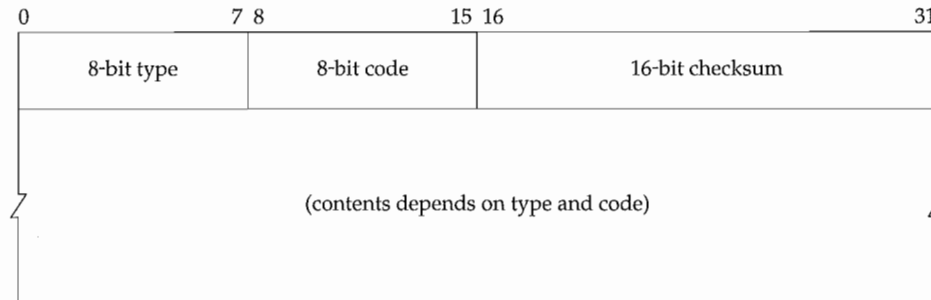 0 7 8 15 16 31
8-bit type 8-bit code 16-bit checksum
(contents depends on type and code)